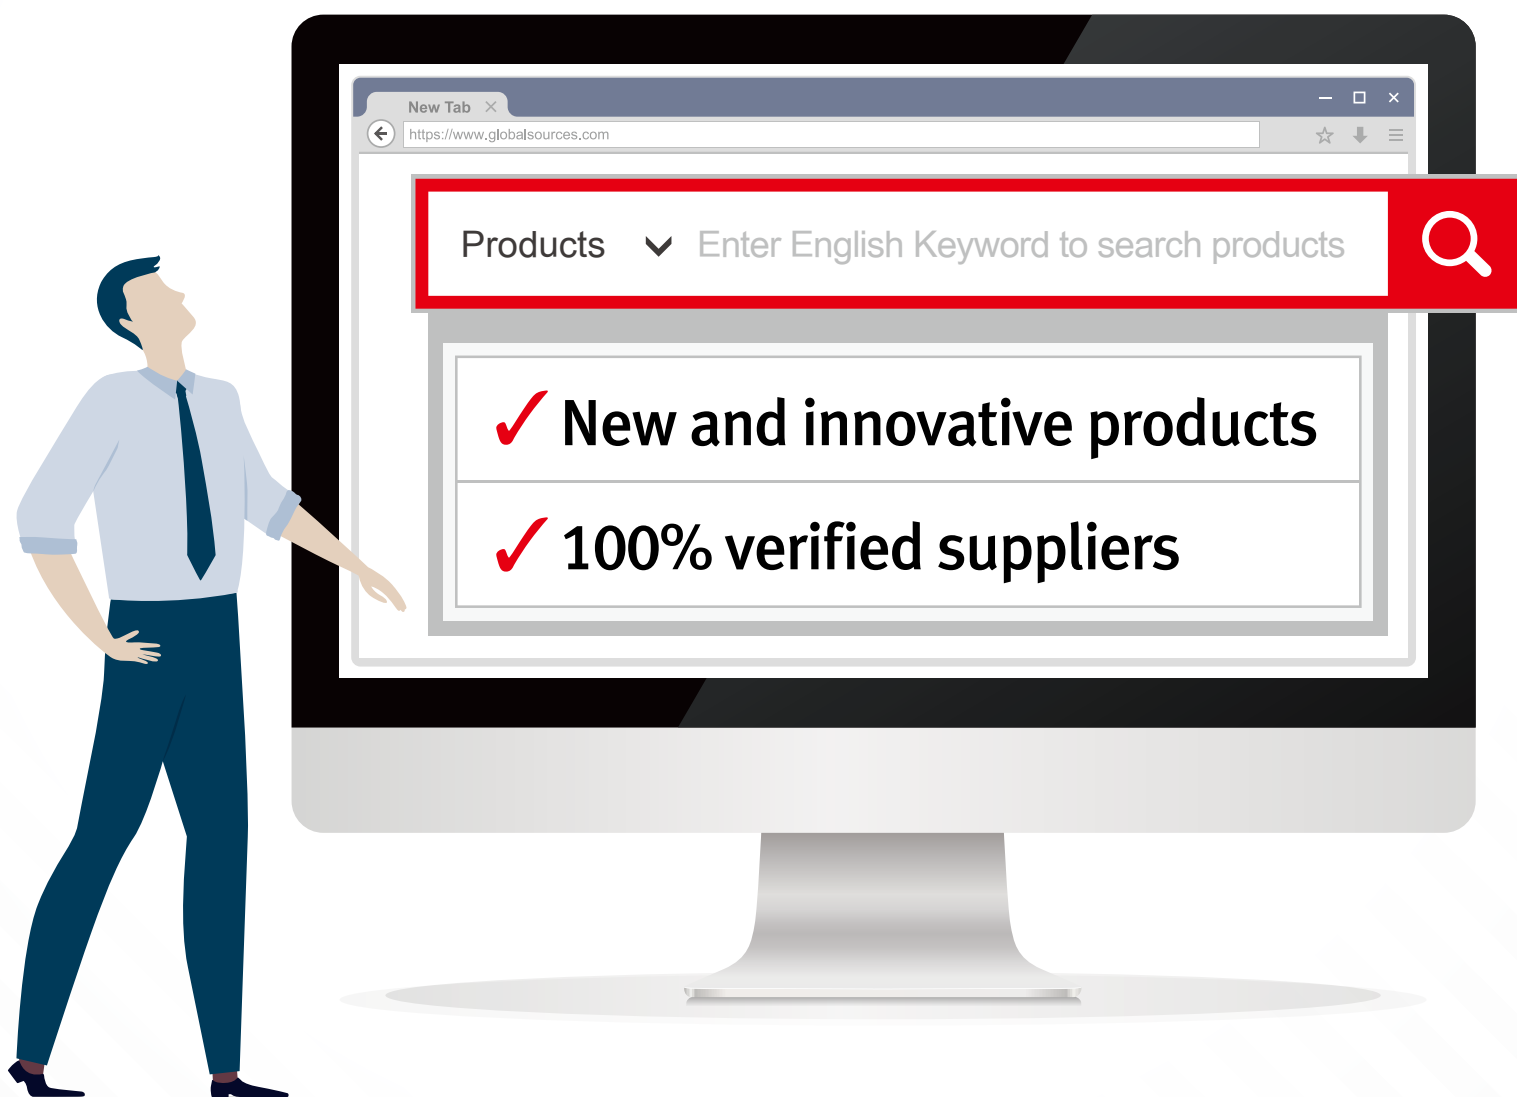 New Tab
https://www.globalsources.com
Products
Enter English Keyword to search products
New and innovative products
100% verified suppliers